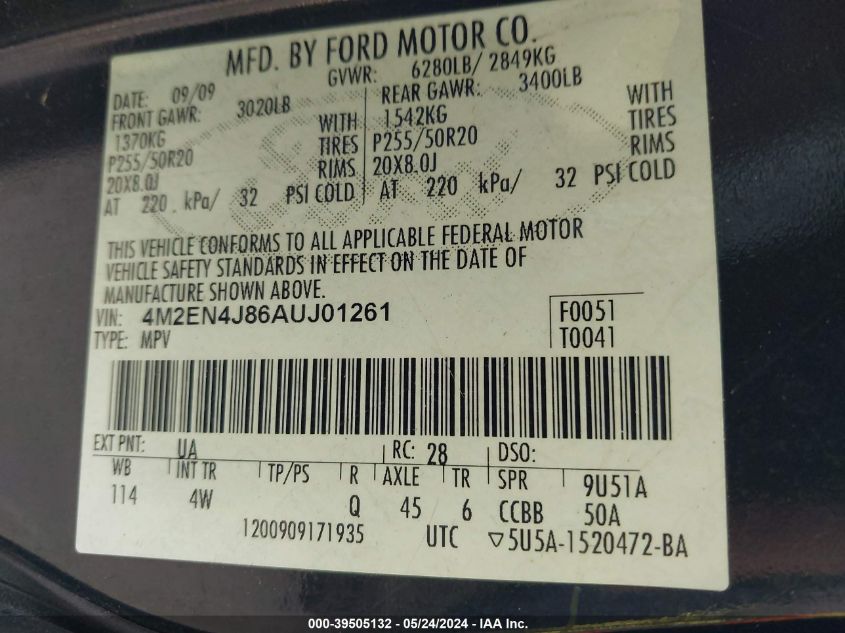 MFD. BY FORD MOTOR CO.
DATE: 09/09 GVWR: 6280LB/ 2849KG
FRONT GAWR: 3020LB REAR GAWR: 3400LB
1370KG WITH 1542KG WITH
P255/50R20 TIRES P255/50R20 TIRES
20X8.0J RIMS 20X8.0J RIMS
AT 220 kPa/ 32 PSI COLD AT 220 kPa/ 32 PSI COLD
THIS VEHICLE CONFORMS TO ALL APPLICABLE FEDERAL MOTOR
VEHICLE SAFETY STANDARDS IN EFFECT ON THE DATE OF
MANUFACTURE SHOWN ABOVE.
VIN: 4M2EN4J86AUJ01261 F0051
TYPE: MPV T0041
EXT PNT: UA RC: 28 DSO:
WB INT TR TP/PS R AXLE TR SPR 9U51A
114 4W Q 45 6 CCBB 50A
1200909171935 UTC ▽5U5A-1520472-BA
000-39505132 - 05/24/2024 - IAA Inc.